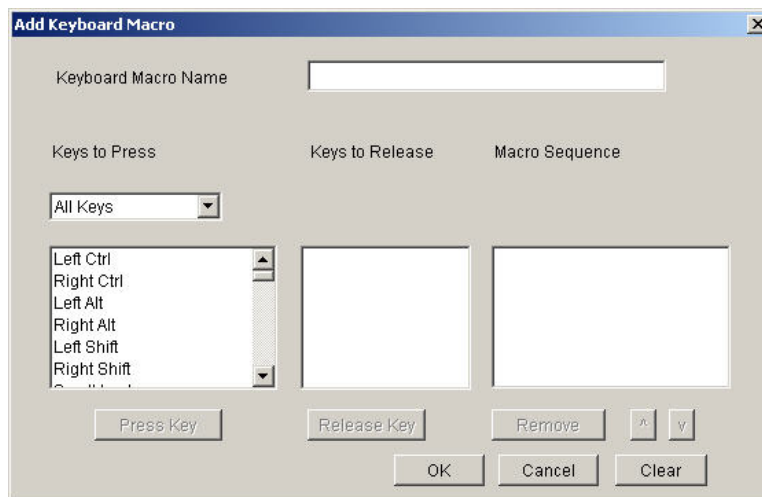 Add Keyboard Macro
Keyboard Macro Name
Keys to Press
Keys to Release
Macro Sequence
All Keys
Left Ctrl
Right Ctrl
Left Alt
Right Alt
Left Shift
Right Shift
Press Key
Release Key
Remove
^
v
OK
Cancel
Clear